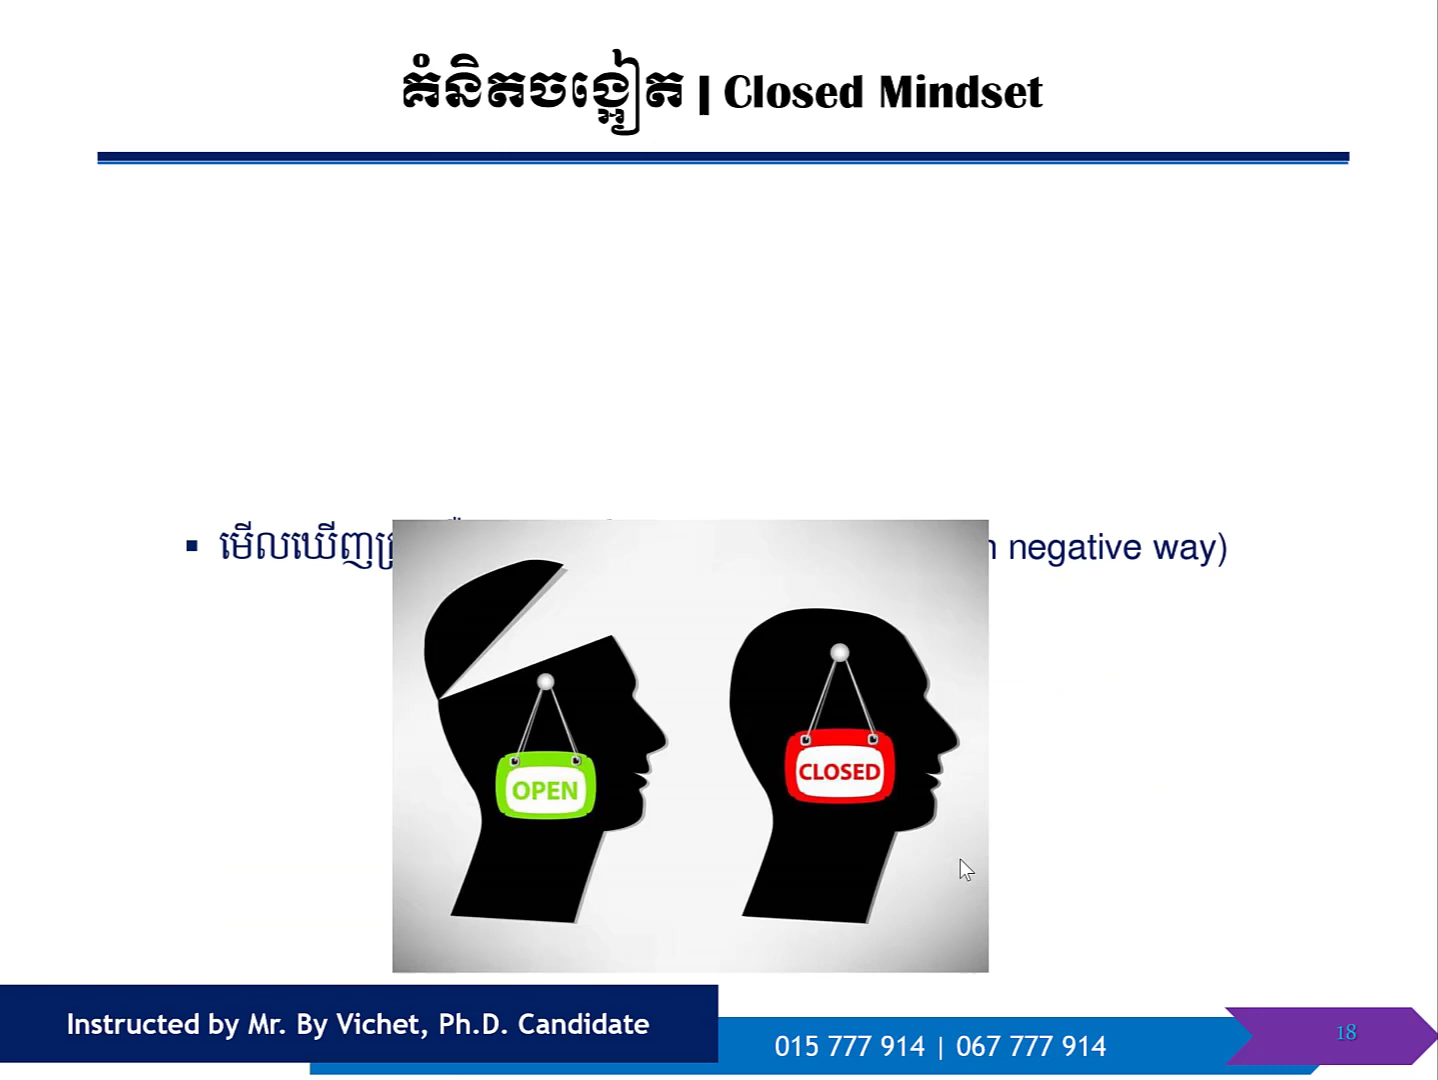 គំនិតចង្អៀត | Closed Mindset
▪ មើលឃើញ negative way)
OPEN
CLOSED
Instructed by Mr. By Vichet, Ph.D. Candidate
015 777 914 | 067 777 914
18